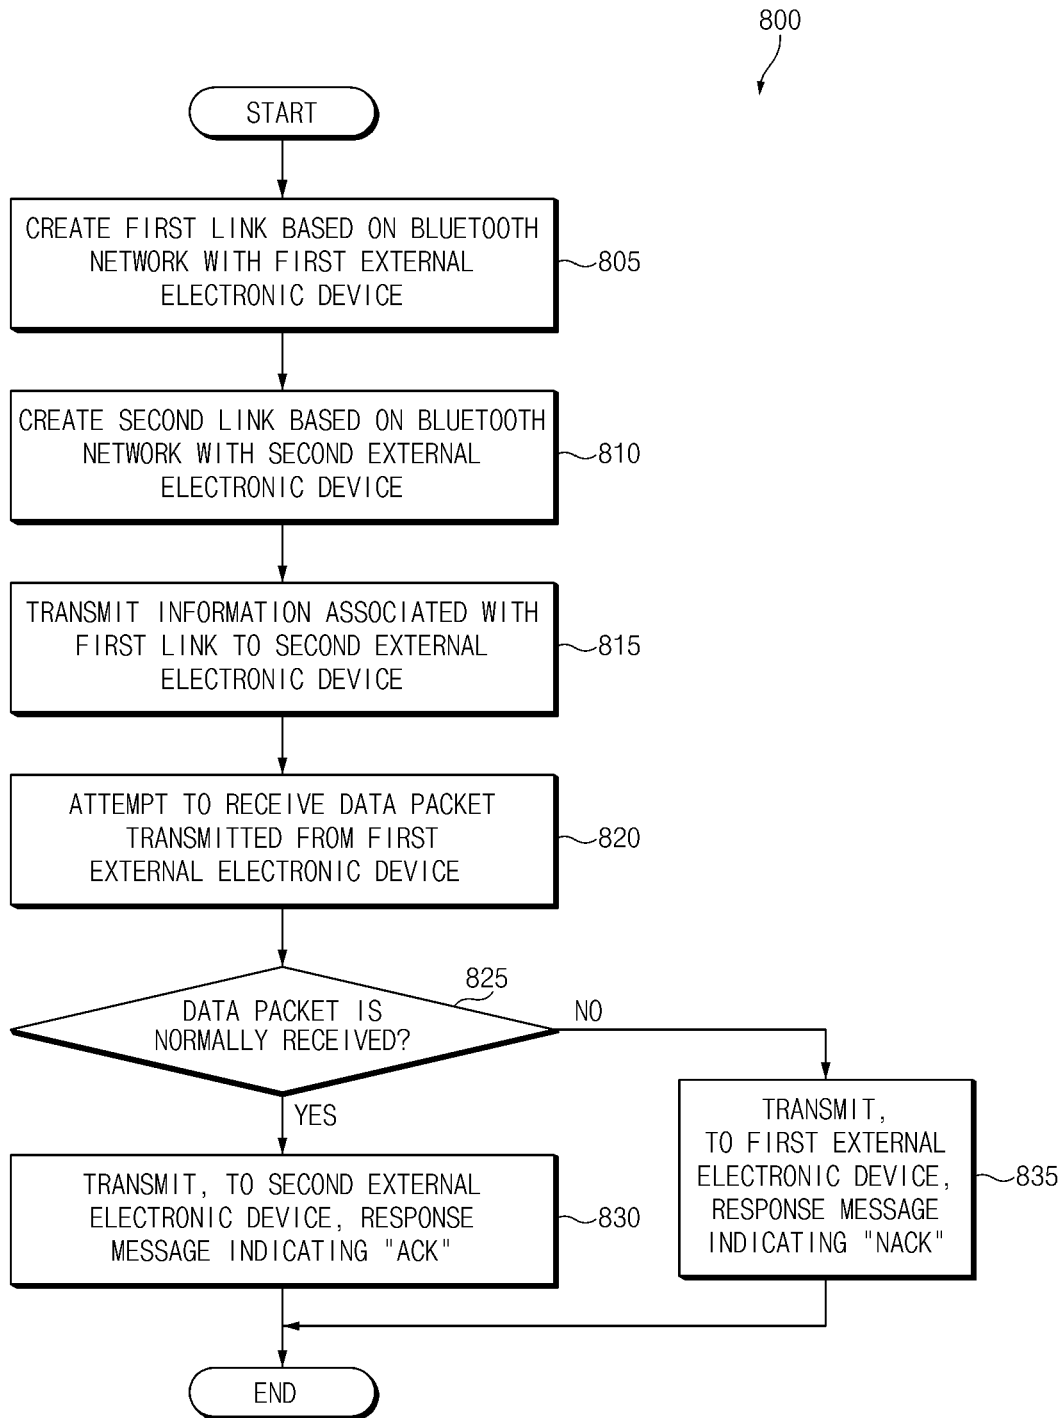 800
START
CREATE FIRST LINK BASED ON BLUETOOTH
NETWORK WITH FIRST EXTERNAL
ELECTRONIC DEVICE
805
CREATE SECOND LINK BASED ON BLUETOOTH
NETWORK WITH SECOND EXTERNAL
ELECTRONIC DEVICE
810
TRANSMIT INFORMATION ASSOCIATED WITH
FIRST LINK TO SECOND EXTERNAL
ELECTRONIC DEVICE
815
ATTEMPT TO RECEIVE DATA PACKET
TRANSMITTED FROM FIRST
EXTERNAL ELECTRONIC DEVICE
820
825
DATA PACKET IS
NORMALLY RECEIVED?
NO
YES
TRANSMIT, TO SECOND EXTERNAL
ELECTRONIC DEVICE, RESPONSE
MESSAGE INDICATING "ACK"
830
TRANSMIT,
TO FIRST EXTERNAL
ELECTRONIC DEVICE,
RESPONSE MESSAGE
INDICATING "NACK"
835
END